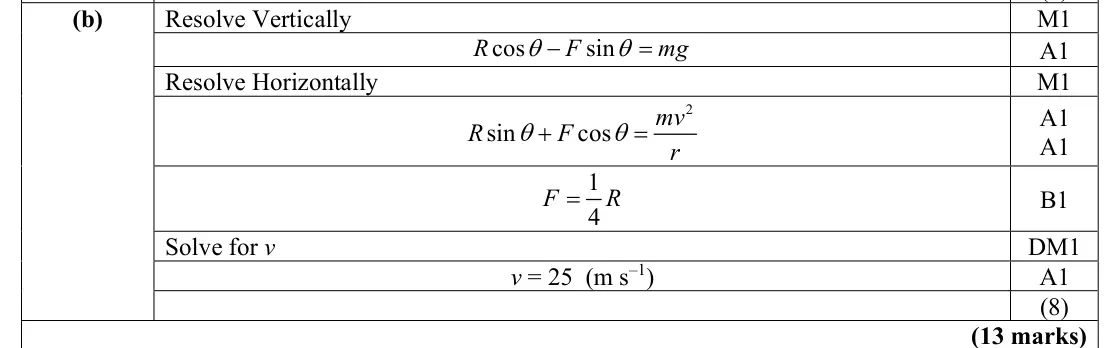 (b) Resolve Vertically M1
R cos θ − F sin θ = mg A1
Resolve Horizontally M1
R sin θ + F cos θ = mv²/r A1 A1
F = 1/4 R B1
Solve for v DM1
v = 25 (m s⁻¹) A1
(8)
(13 marks)